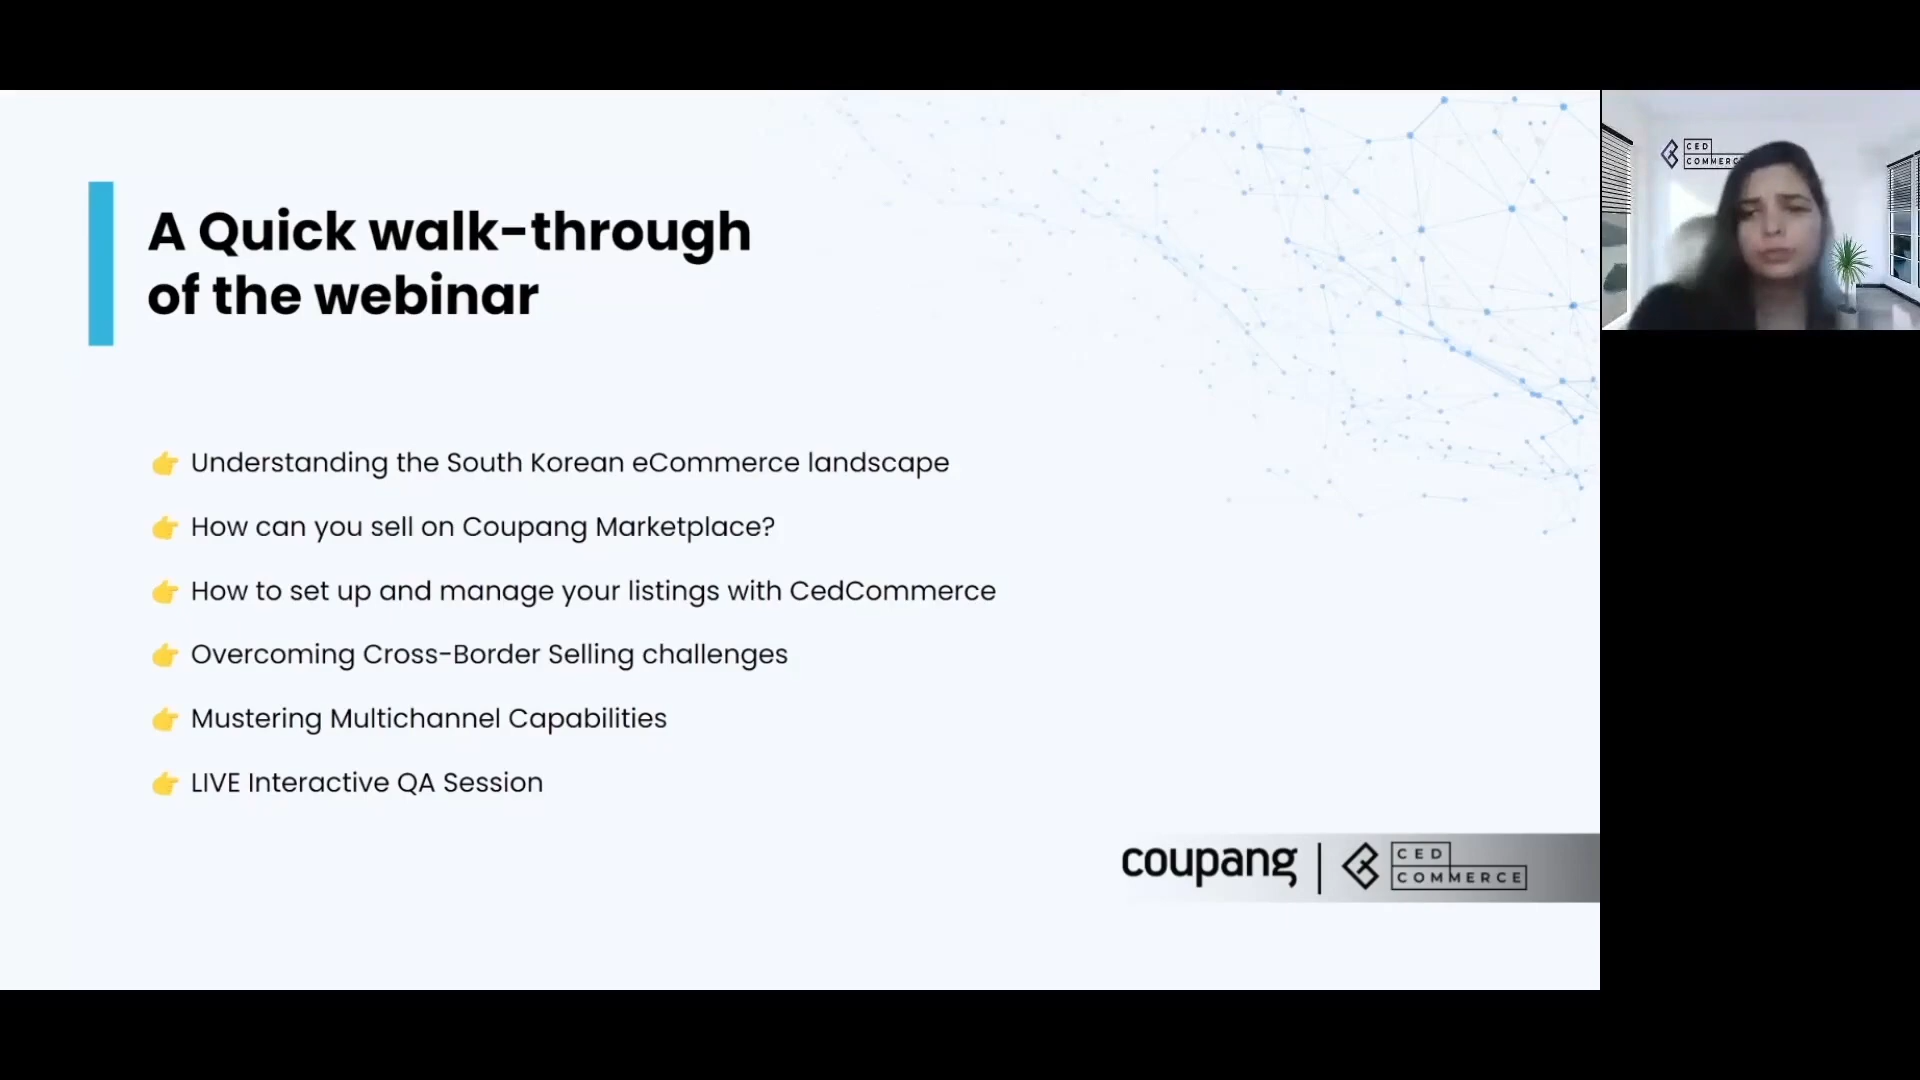 A Quick walk-through
of the webinar
👉 Understanding the South Korean eCommerce landscape
👉 How can you sell on Coupang Marketplace?
👉 How to set up and manage your listings with CedCommerce
👉 Overcoming Cross-Border Selling challenges
👉 Mustering Multichannel Capabilities
👉 LIVE Interactive QA Session
coupang
CED
COMMERCE
CED
COMMERCE